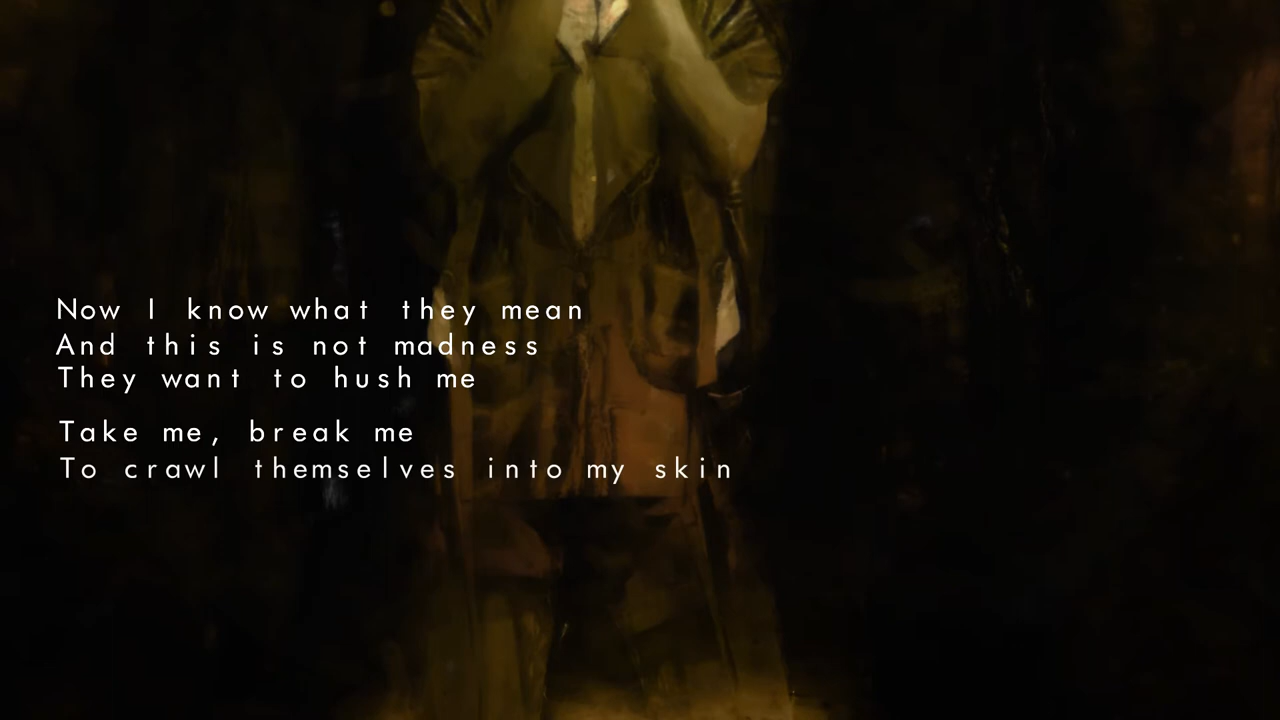 Now I know what they mean
And this is not madness
They want to hush me
Take me, break me
To crawl themselves into my skin